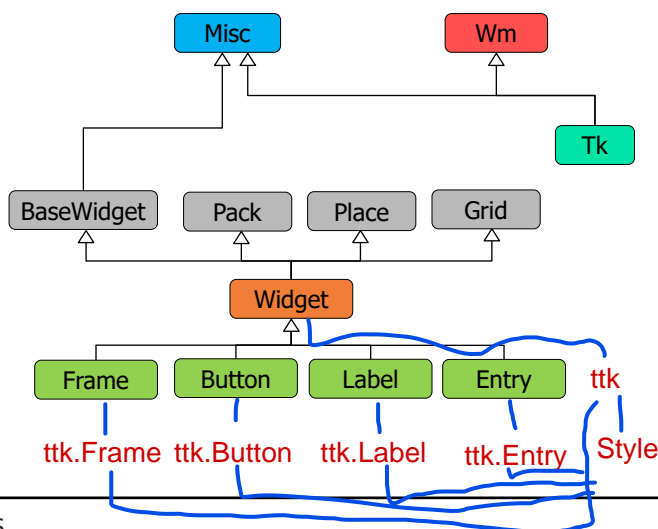 Misc Wm
Tk
BaseWidget Pack Place Grid
Widget
Frame Button Label Entry ttk
ttk.Frame ttk.Button ttk.Label ttk.Entry Style